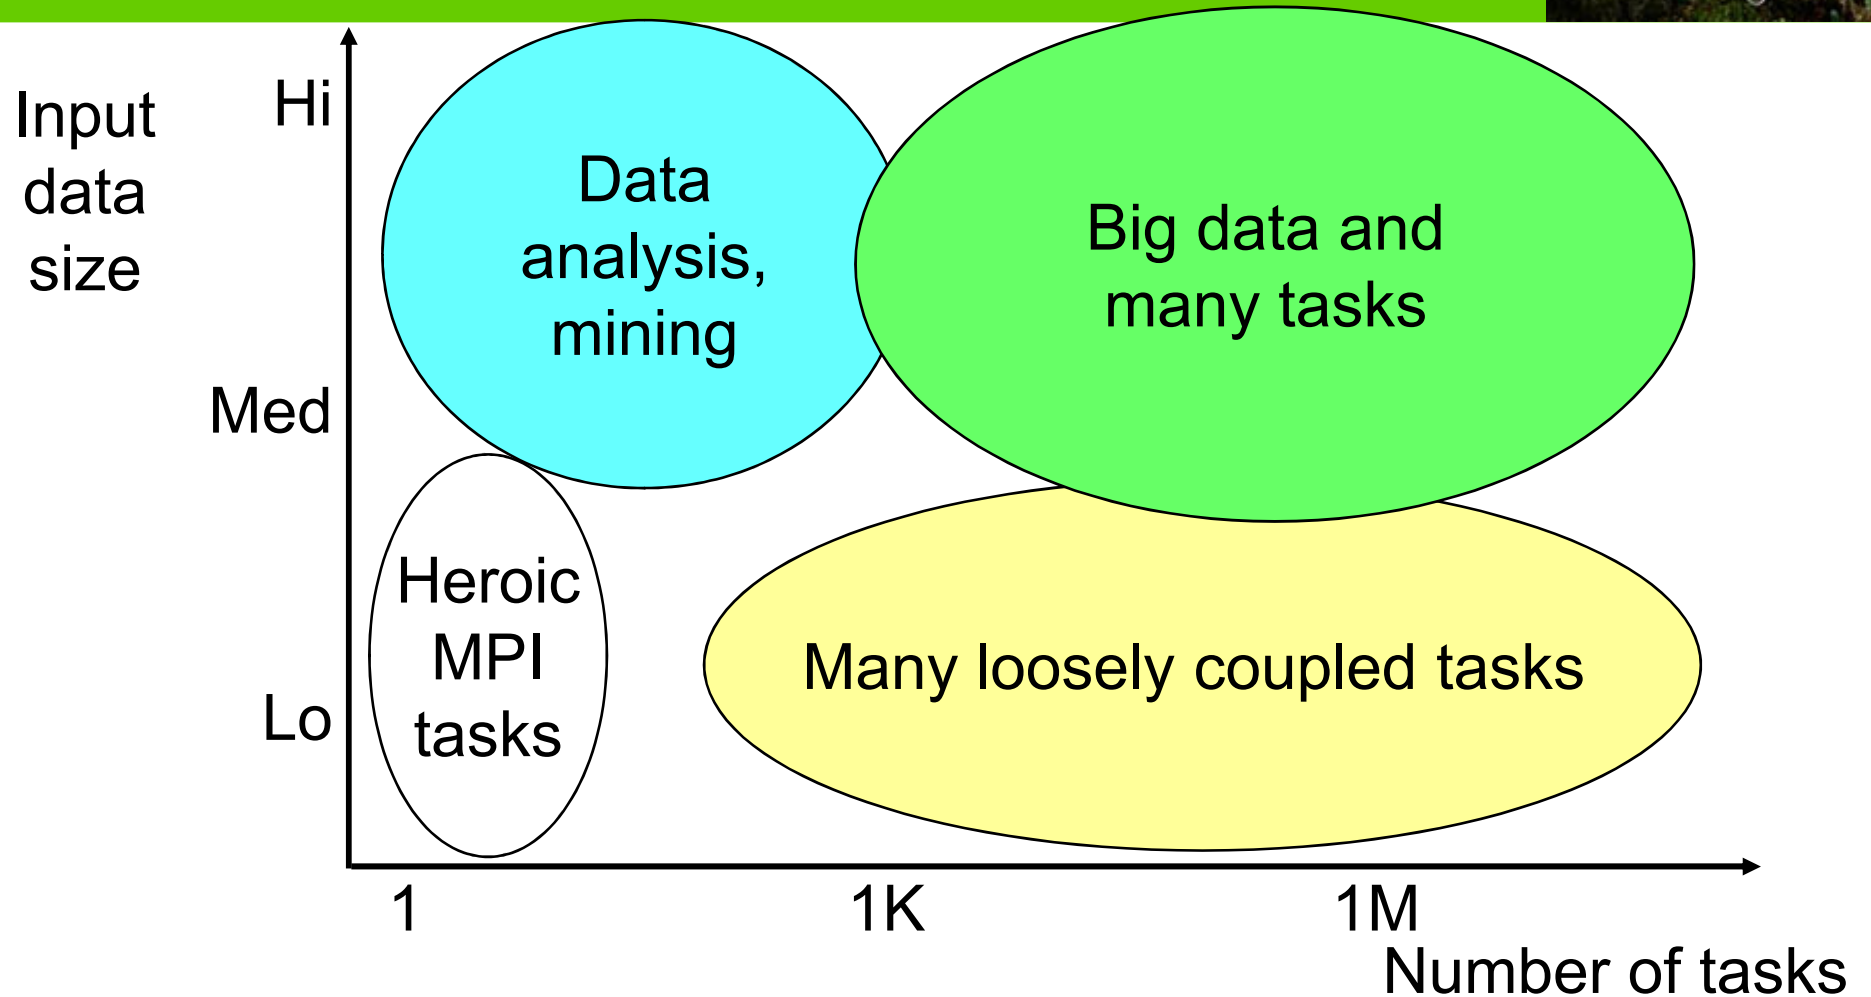 Input
data
size
Hi
Med
Lo
Data
analysis,
mining
Big data and
many tasks
Heroic
MPI
tasks
Many loosely coupled tasks
1
1K
1M
Number of tasks